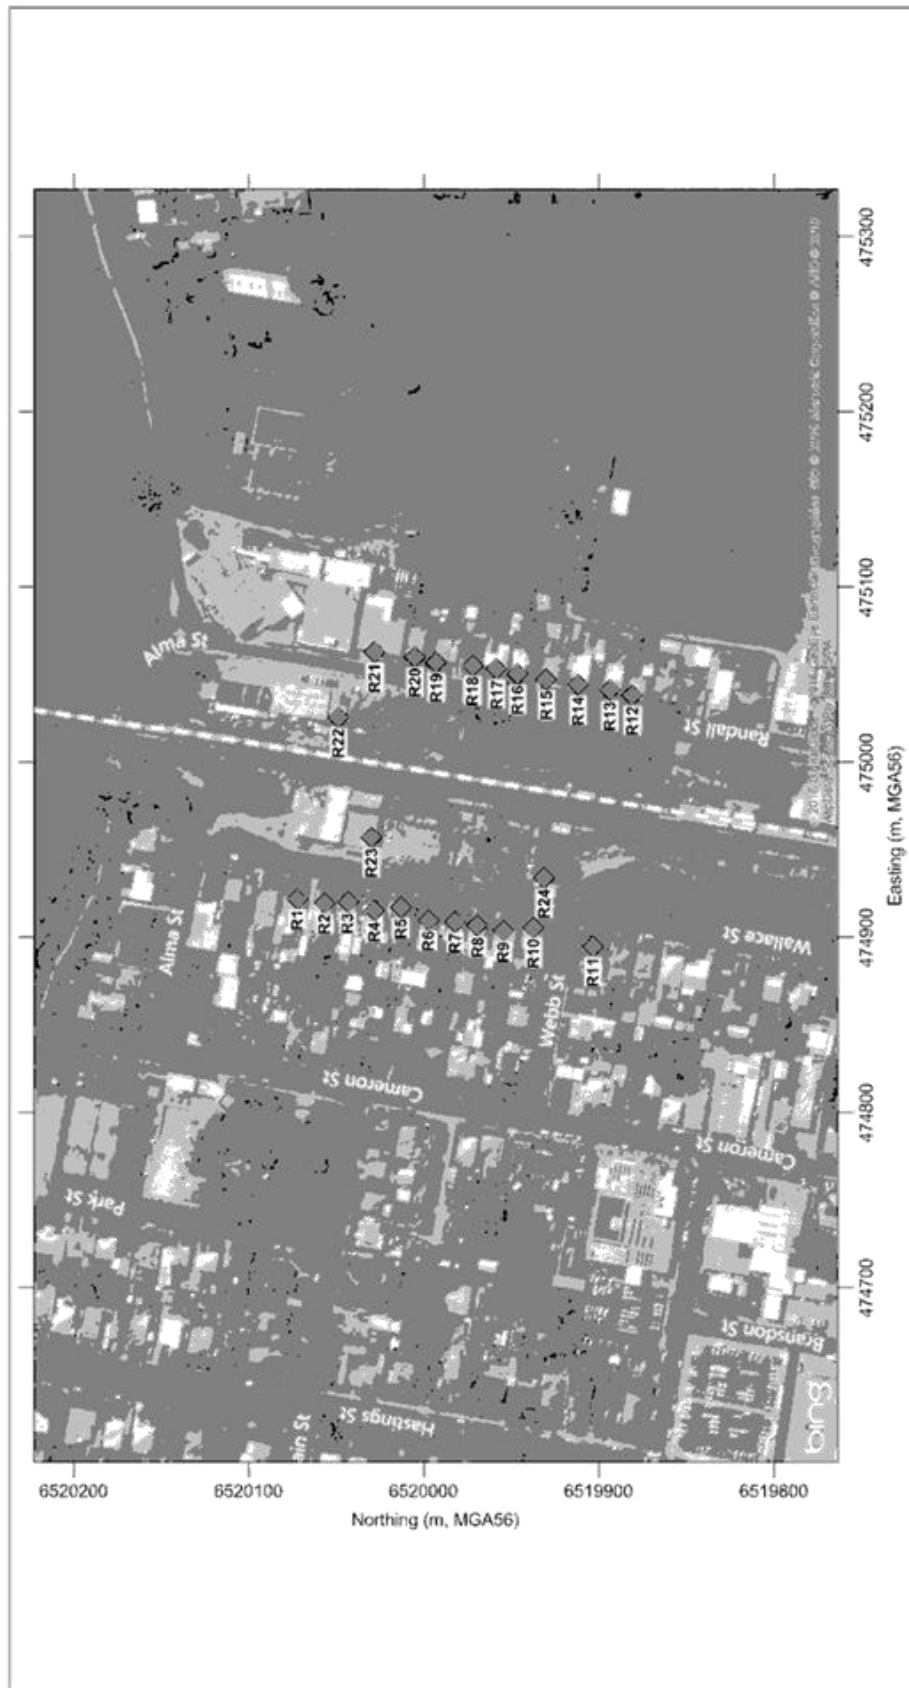 475300
475200
475100
475000
474900
474800
474700
Easting (m, MGA56)
6520200
6520100
6520000
6519900
6519800
Northing (m, MGA56)
Alma St
R21
R20
R19
R18
R17
R16
R15
R14
R13
R12
R22
Randall St
R23
R24
R1
R2
R3
R4
R5
R6
R7
R8
R9
R10
R11
Alma St
Webb St
Wallace St
Cameron St
Cameron St
Park St
Bransdon St
Hastings St
ain St
bing